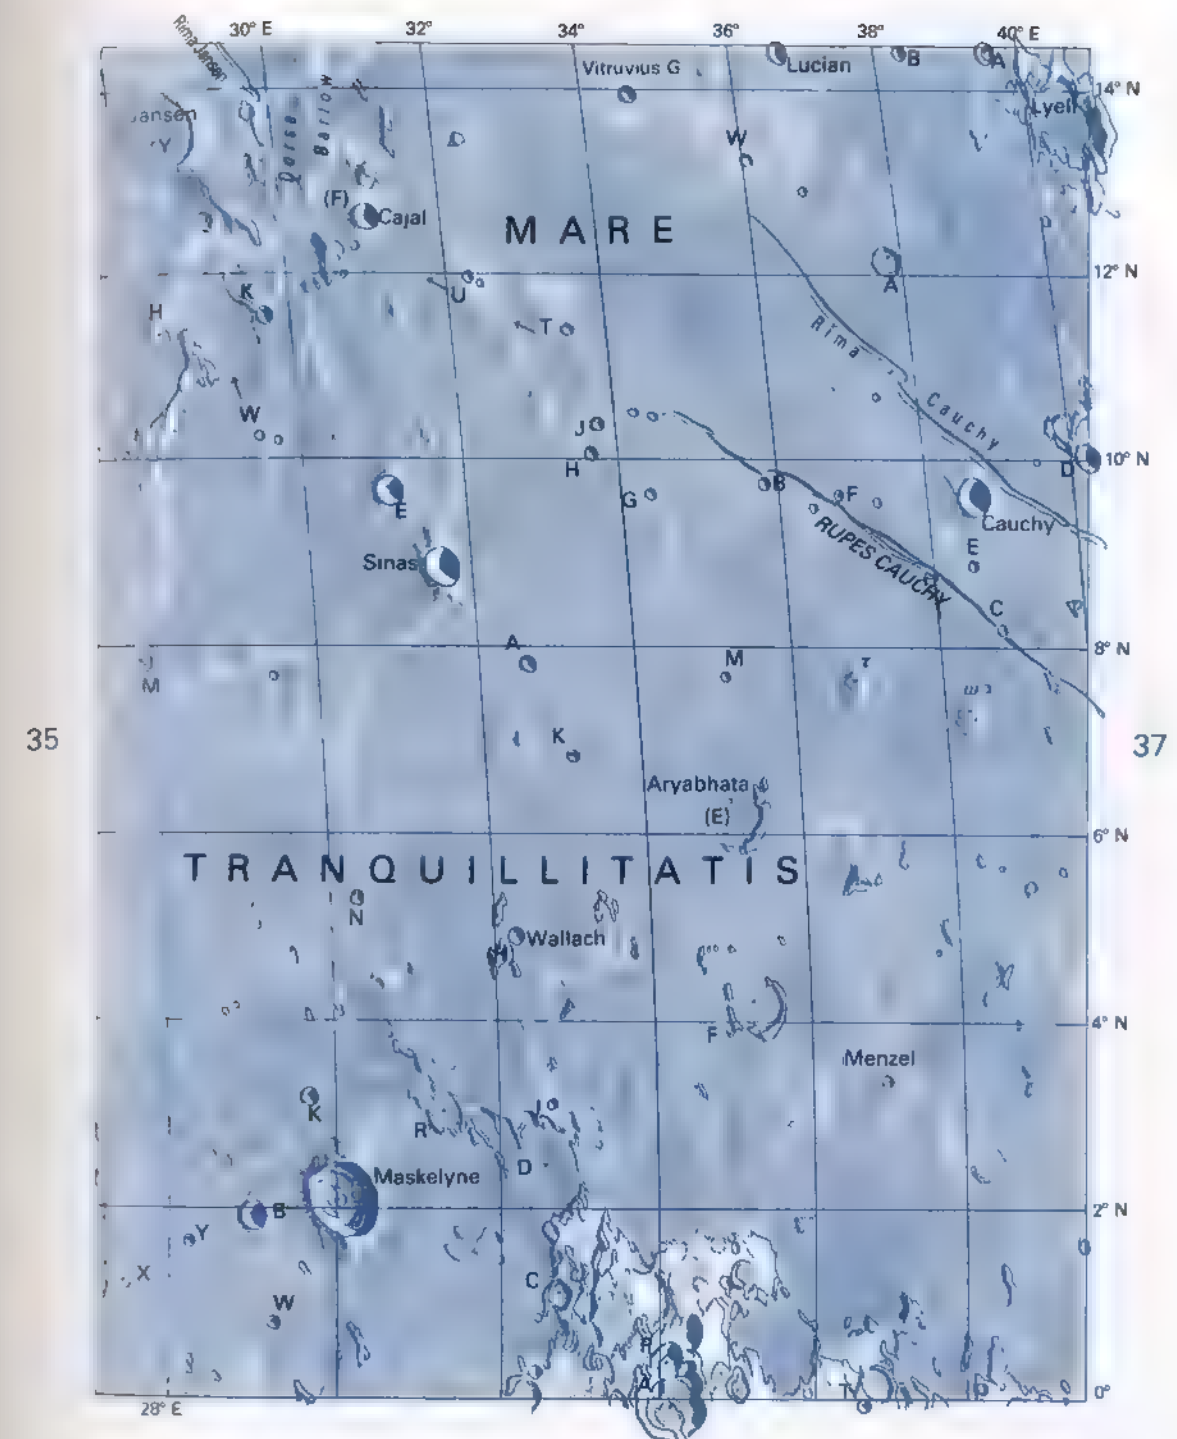 30° E 32° 34° 36° 38° 40° E
Rima Jansen
Vitruvius G
Lucian
B
A
14° N
Jansen
Y
Dorsa
Barlow
Lyell
W
(F)
Cajal
MARE
12° N
A
K
H
U
T
Rima
Cauchy
W
J
H
10° N
D
E
G
B
F
Cauchy
RUPES CAUCHY
Sinas
E
C
A
8° N
M
M
τ
ω
35
K
37
Aryabhata
(E)
6° N
TRANQUILLITATIS
N
Wallach
H
F
4° N
Menzel
K
J
R
D
Maskelyne
B
2° N
Y
X
C
W
B
A
T
0°
28° E